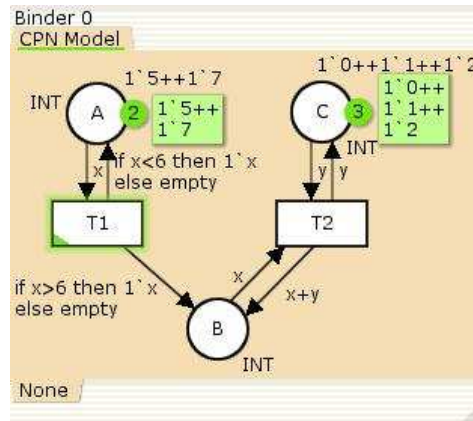 Binder 0
CPN Model
1`5++1`7
1`0++1`1++1`2
INT
A
2
1`5++
1`7
C
3
1`0++
1`1++
1`2
INT
x
if x<6 then 1`x
else empty
y
y
T1
T2
if x>6 then 1`x
else empty
x
x+y
B
INT
None